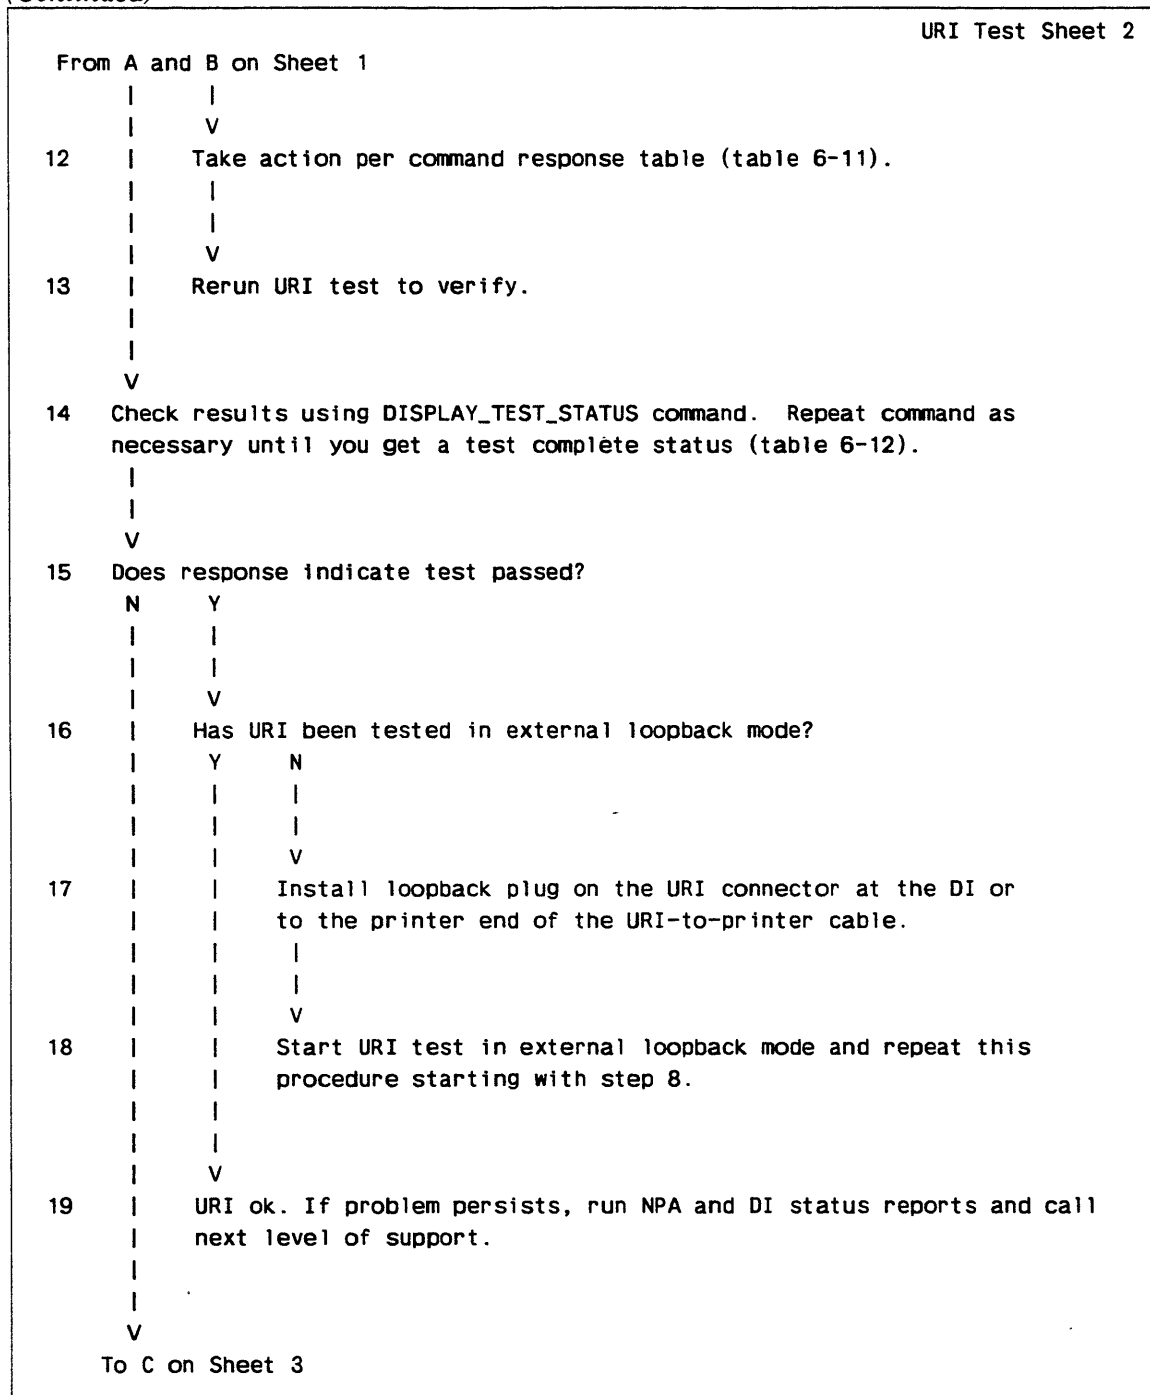 (Continued)
URI Test Sheet 2
From A and B on Sheet 1
| |
| V
12 | Take action per command response table (table 6-11).
| |
| |
| V
13 | Rerun URI test to verify.
|
|
V
14 Check results using DISPLAY_TEST_STATUS command. Repeat command as
necessary until you get a test complete status (table 6-12).
|
|
V
15 Does response indicate test passed?
N Y
| |
| |
| V
16 | Has URI been tested in external loopback mode?
| Y N
| | |
| | |
| | V
17 | | Install loopback plug on the URI connector at the DI or
| | to the printer end of the URI-to-printer cable.
| | |
| | |
| | V
18 | | Start URI test in external loopback mode and repeat this
| | procedure starting with step 8.
| |
| |
| V
19 | URI ok. If problem persists, run NPA and DI status reports and call
| next level of support.
|
|
V
To C on Sheet 3